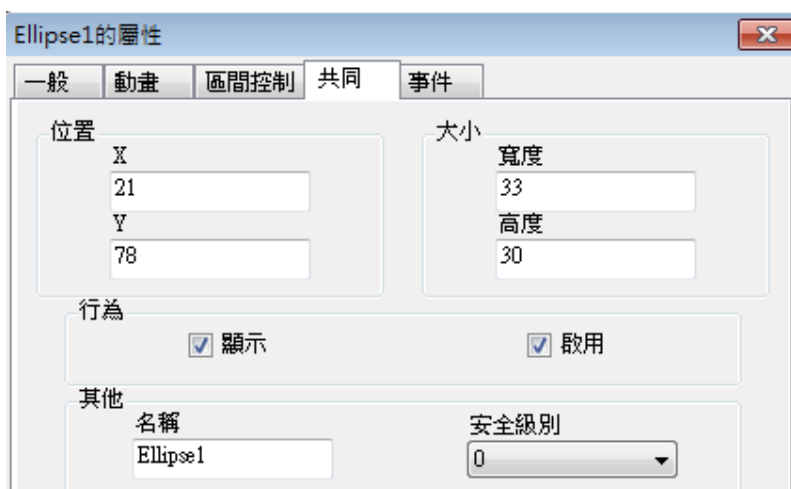 Ellipse1的屬性
一般 動畫 區間控制 共同 事件
位置 大小
X 寬度
21 33
Y 高度
78 30
行為
顯示 啟用
其他
名稱 安全級別
Ellipse1 0